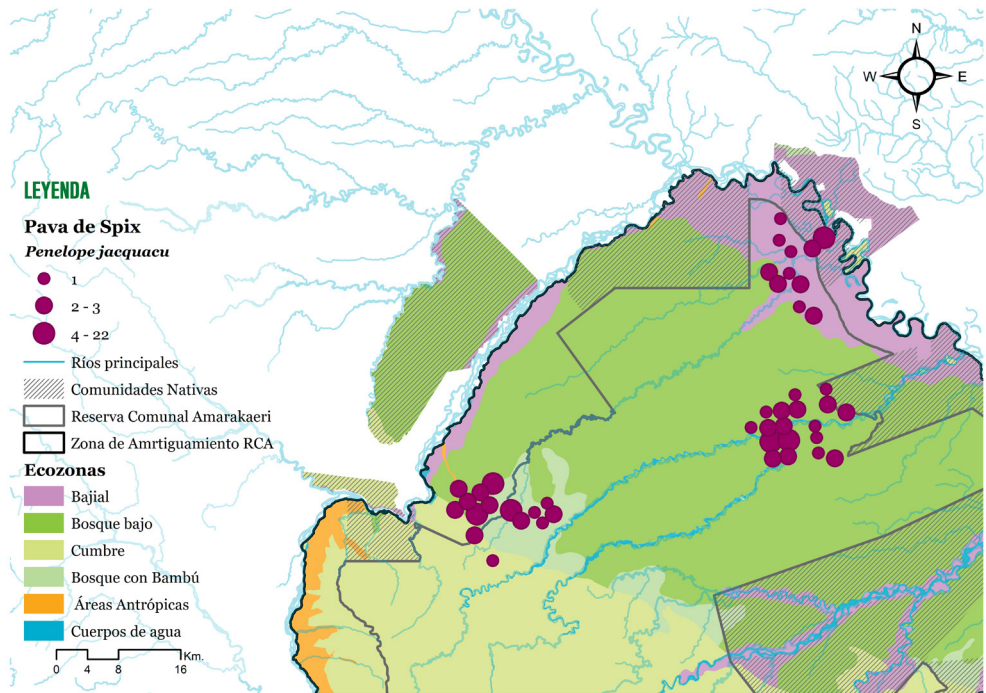 N
W
E
S
LEYENDA
Pava de Spix
Penelope jacquacu
1
2 - 3
4 - 22
Ríos principales
Comunidades Nativas
Reserva Comunal Amarakaeri
Zona de Amrtiguamiento RCA
Ecozonas
Bajial
Bosque bajo
Cumbre
Bosque con Bambú
Áreas Antrópicas
Cuerpos de agua
Km.
0 4 8 16